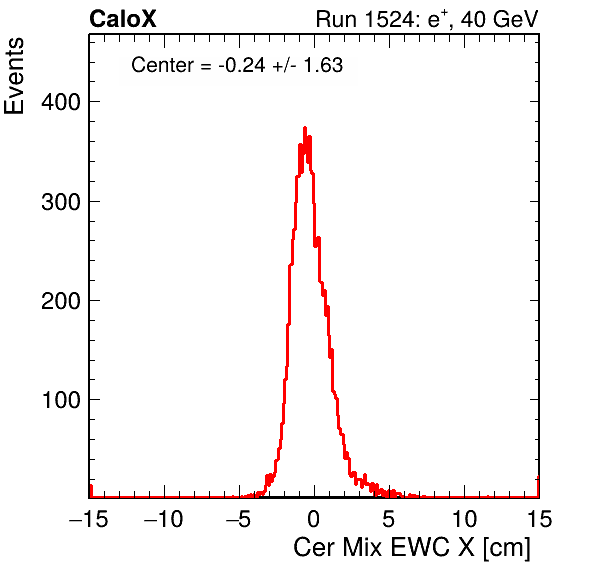 CaloX Run 1524: e+, 40 GeV
Center = -0.24 +/- 1.63
Events
400
300
200
100
−15 −10 −5 0 5 10 15
Cer Mix EWC X [cm]